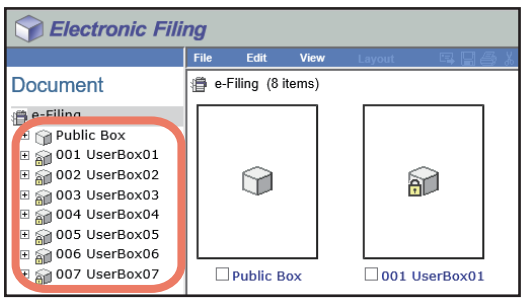 Electronic Filing
File Edit View Layout
Document
e-Filing (8 items)
e-Filing
Public Box
001 UserBox01
002 UserBox02
003 UserBox03
004 UserBox04
005 UserBox05
006 UserBox06
007 UserBox07
Public Box
001 UserBox01